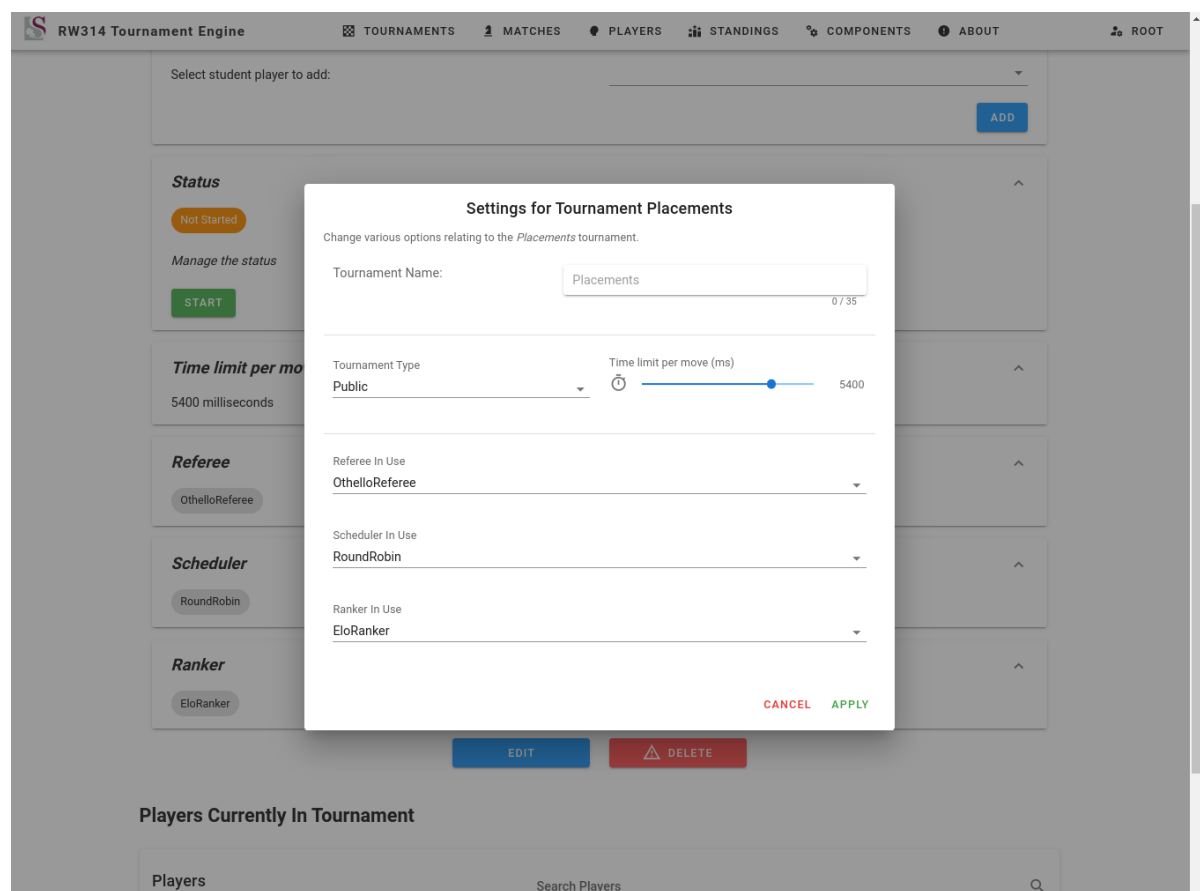 RW314 Tournament Engine TOURNAMENTS MATCHES PLAYERS STANDINGS COMPONENTS ABOUT ROOT
Select student player to add:
ADD
Status
Not Started
Manage the status
START
Time limit per mo
5400 milliseconds
Referee
OthelloReferee
Scheduler
RoundRobin
Ranker
EloRanker
Settings for Tournament Placements
Change various options relating to the Placements tournament.
Tournament Name: Placements
0 / 35
Tournament Type
Public
Time limit per move (ms)
5400
Referee In Use
OthelloReferee
Scheduler In Use
RoundRobin
Ranker In Use
EloRanker
CANCEL APPLY
EDIT DELETE
Players Currently In Tournament
Players Search Players